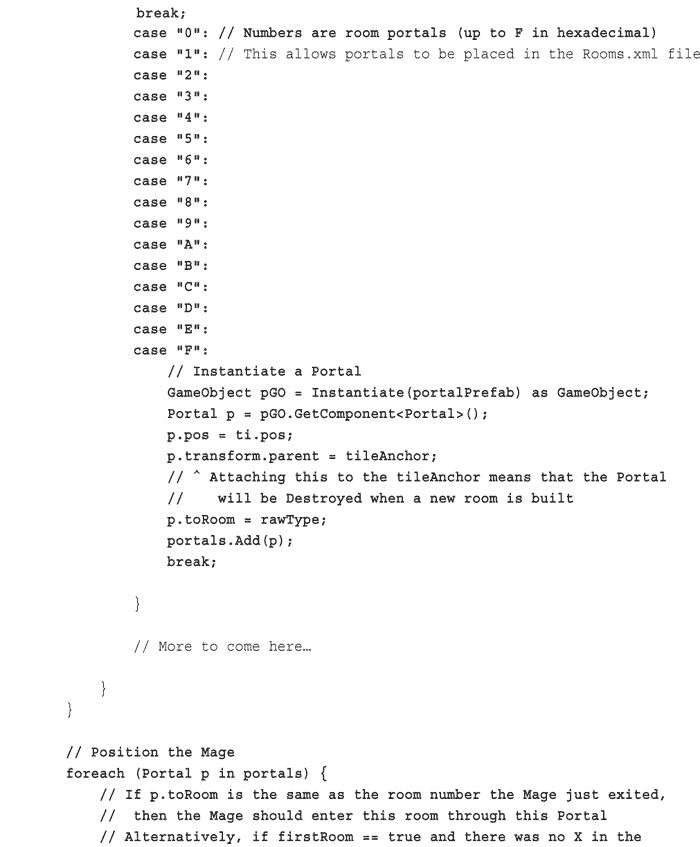 break;
case "0": // Numbers are room portals (up to F in hexadecimal)
case "1": // This allows portals to be placed in the Rooms.xml file
case "2":
case "3":
case "4":
case "5":
case "6":
case "7":
case "8":
case "9":
case "A":
case "B":
case "C":
case "D":
case "E":
case "F":
// Instantiate a Portal
GameObject pGO = Instantiate(portalPrefab) as GameObject;
Portal p = pGO.GetComponent<Portal>();
p.pos = ti.pos;
p.transform.parent = tileAnchor;
// ^ Attaching this to the tileAnchor means that the Portal
//    will be Destroyed when a new room is built
p.toRoom = rawType;
portals.Add(p);
break;
}
// More to come here…
}
}
// Position the Mage
foreach (Portal p in portals) {
// If p.toRoom is the same as the room number the Mage just exited,
//  then the Mage should enter this room through this Portal
// Alternatively, if firstRoom == true and there was no X in the